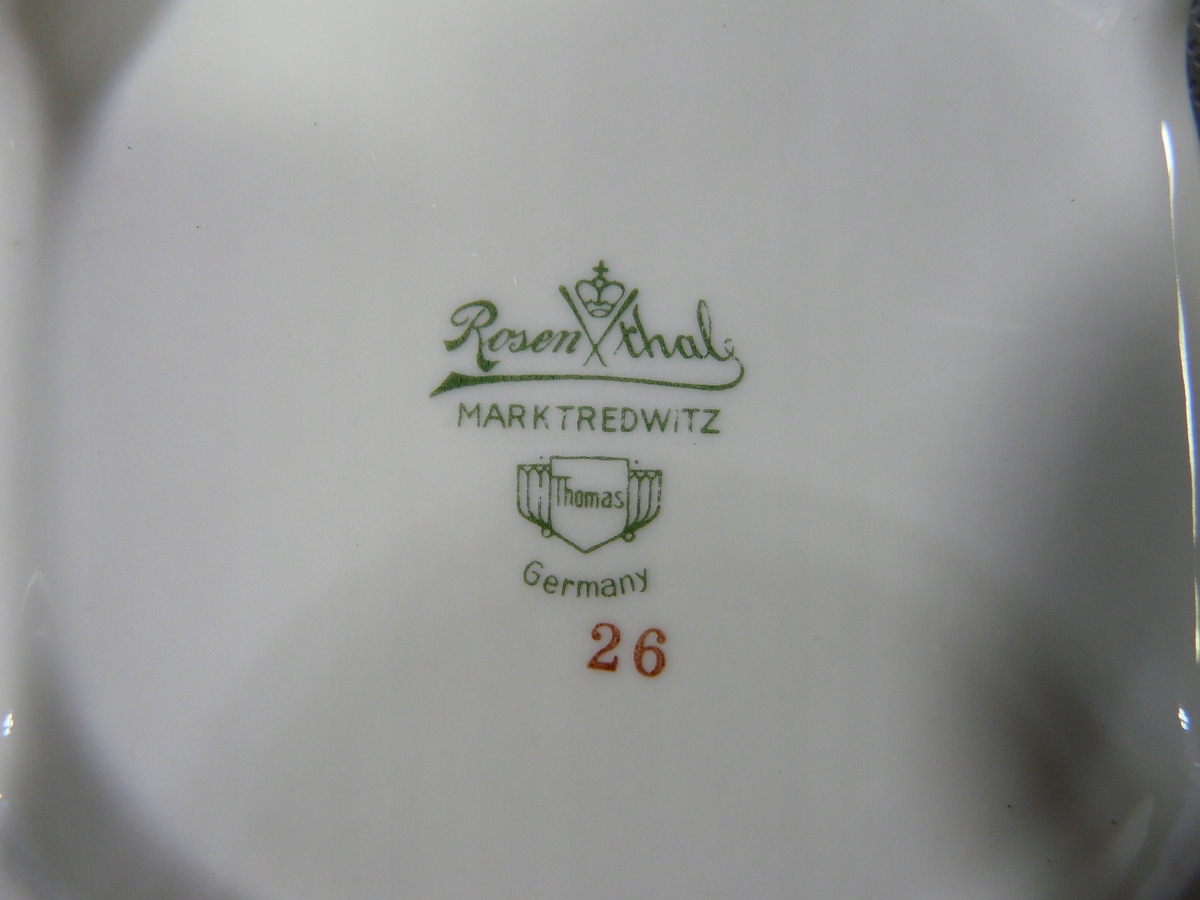 Rosenthal
MARKTREDWITZ
Thomas
Germany
26